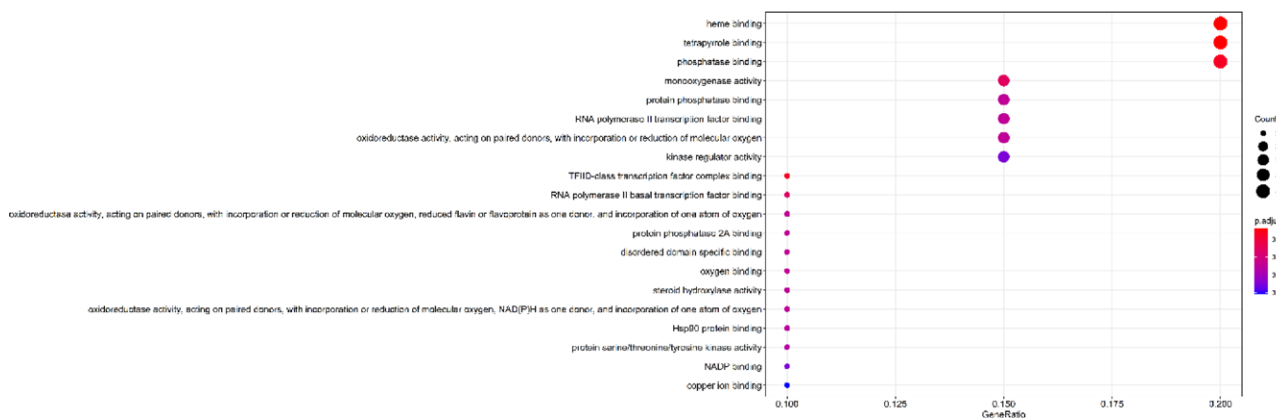 heme binding
tetrapyrrole binding
phosphatase binding
monooxygenase activity
protein phosphatase binding
RNA polymerase II transcription factor binding
oxidoreductase activity, acting on paired donors, with incorporation or reduction of molecular oxygen
kinase regulator activity
TFIID-class transcription factor complex binding
RNA polymerase II basal transcription factor binding
oxidoreductase activity, acting on paired donors, with incorporation or reduction of molecular oxygen, reduced flavin or flavoprotein as one donor, and incorporation of one atom of oxygen
protein phosphatase 2A binding
disordered domain specific binding
oxygen binding
steroid hydroxylase activity
oxidoreductase activity, acting on paired donors, with incorporation or reduction of molecular oxygen, NAD(P)H as one donor, and incorporation of one atom of oxygen
Hsp90 protein binding
protein serine/threonine/tyrosine kinase activity
NADP binding
copper ion binding
0.100 0.125 0.150 0.175 0.200
GeneRatio
Count
p.adju